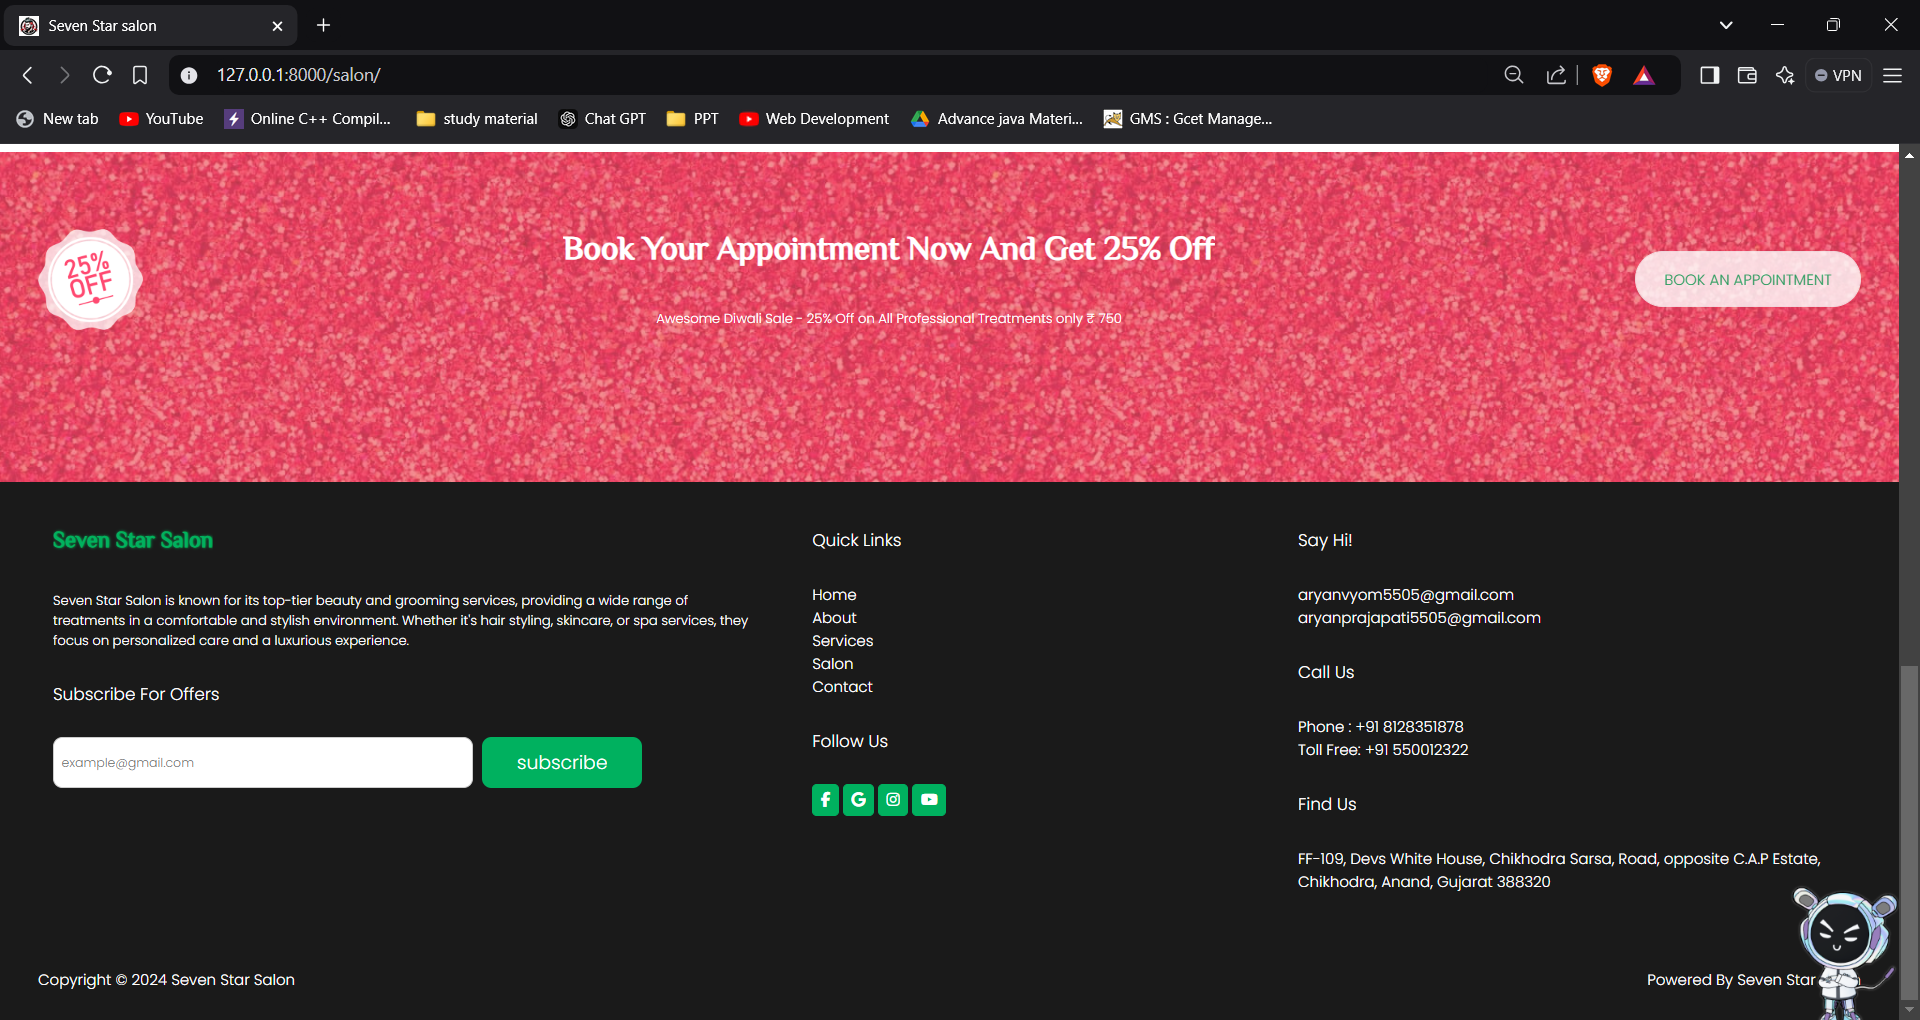 Seven Star salon
127.0.0.1:8000/salon/
VPN
New tab
YouTube
Online C++ Compil...
study material
Chat GPT
PPT
Web Development
Advance java Materi...
GMS : Gcet Manage...
25%
OFF
Book Your Appointment Now And Get 25% Off
Awesome Diwali Sale - 25% Off on All Professional Treatments only ₹ 750
BOOK AN APPOINTMENT
Seven Star Salon
Seven Star Salon is known for its top-tier beauty and grooming services, providing a wide range of
treatments in a comfortable and stylish environment. Whether it's hair styling, skincare, or spa services, they
focus on personalized care and a luxurious experience.
Subscribe For Offers
example@gmail.com
subscribe
Quick Links
Home
About
Services
Salon
Contact
Follow Us
Say Hi!
aryanvyom5505@gmail.com
aryanprajapati5505@gmail.com
Call Us
Phone : +91 8128351878
Toll Free: +91 550012322
Find Us
FF-109, Devs White House, Chikhodra Sarsa, Road, opposite C.A.P Estate,
Chikhodra, Anand, Gujarat 388320
Copyright © 2024 Seven Star Salon
Powered By Seven Star